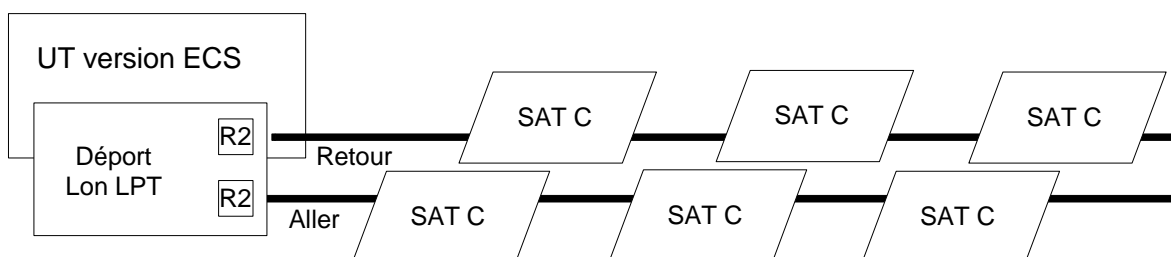 UT version ECS
SAT C SAT C SAT C
R2
Retour
Déport
Lon LPT
R2
Aller
SAT C SAT C SAT C